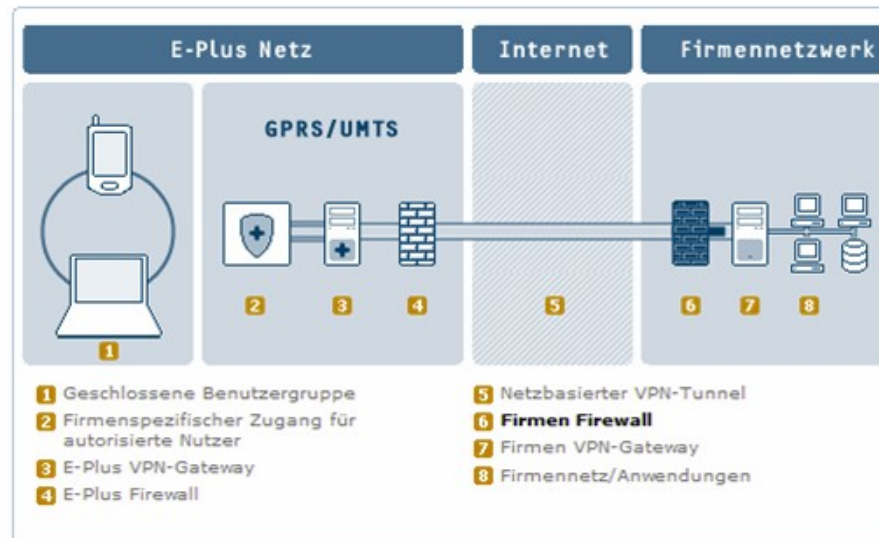 E-Plus Netz
Internet
Firmennetzwerk
GPRS/UMTS
2
3
4
5
6
7
8
1
1 Geschlossene Benutzergruppe
2 Firmenspezifischer Zugang für
autorisierte Nutzer
3 E-Plus VPN-Gateway
4 E-Plus Firewall
5 Netzbasierter VPN-Tunnel
6 Firmen Firewall
7 Firmen VPN-Gateway
8 Firmennetz/Anwendungen